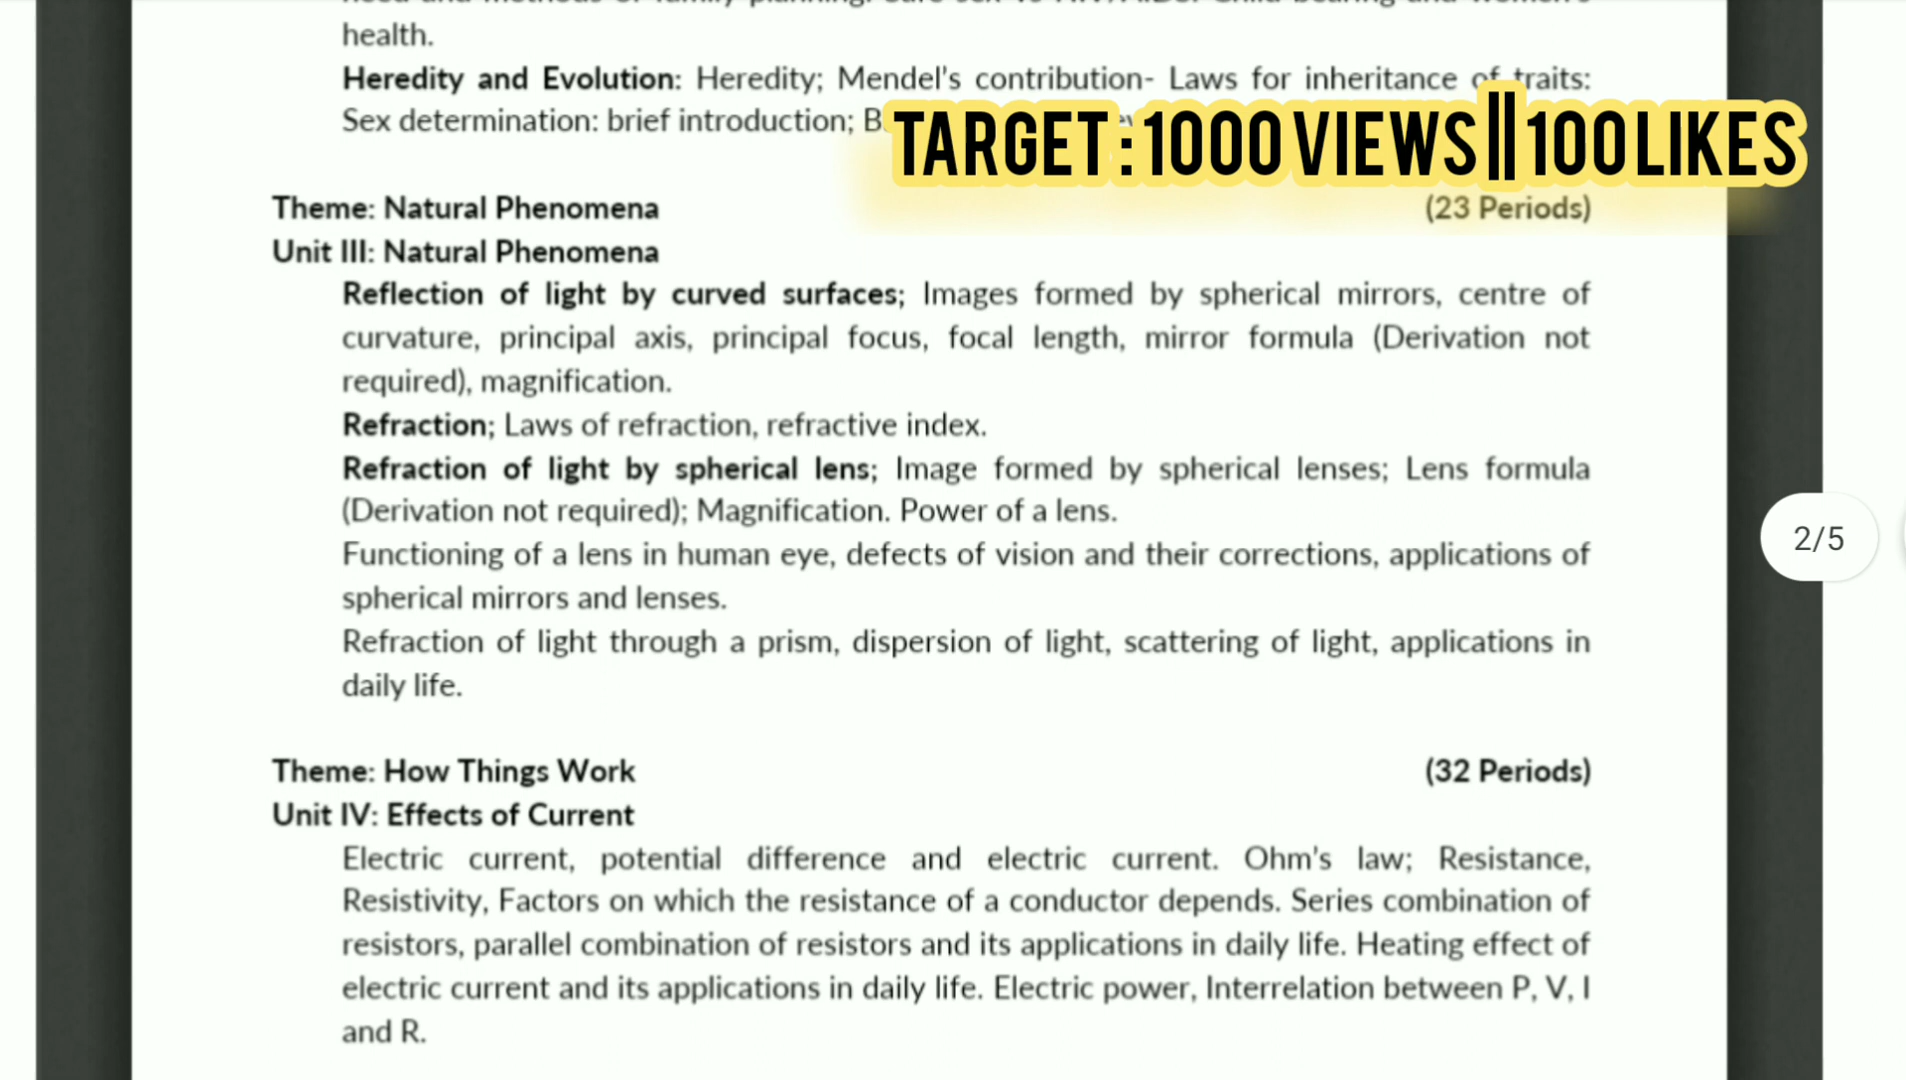 health.
Heredity and Evolution: Heredity; Mendel's contribution- Laws for inheritance of traits:
Sex determination: brief introduction;
TARGET : 1000 VIEWS || 100 LIKES
Theme: Natural Phenomena (23 Periods)
Unit III: Natural Phenomena
Reflection of light by curved surfaces; Images formed by spherical mirrors, centre of
curvature, principal axis, principal focus, focal length, mirror formula (Derivation not
required), magnification.
Refraction; Laws of refraction, refractive index.
Refraction of light by spherical lens; Image formed by spherical lenses; Lens formula
(Derivation not required); Magnification. Power of a lens.
Functioning of a lens in human eye, defects of vision and their corrections, applications of
spherical mirrors and lenses.
Refraction of light through a prism, dispersion of light, scattering of light, applications in
daily life.
2/5
Theme: How Things Work (32 Periods)
Unit IV: Effects of Current
Electric current, potential difference and electric current. Ohm's law; Resistance,
Resistivity, Factors on which the resistance of a conductor depends. Series combination of
resistors, parallel combination of resistors and its applications in daily life. Heating effect of
electric current and its applications in daily life. Electric power, Interrelation between P, V, I
and R.